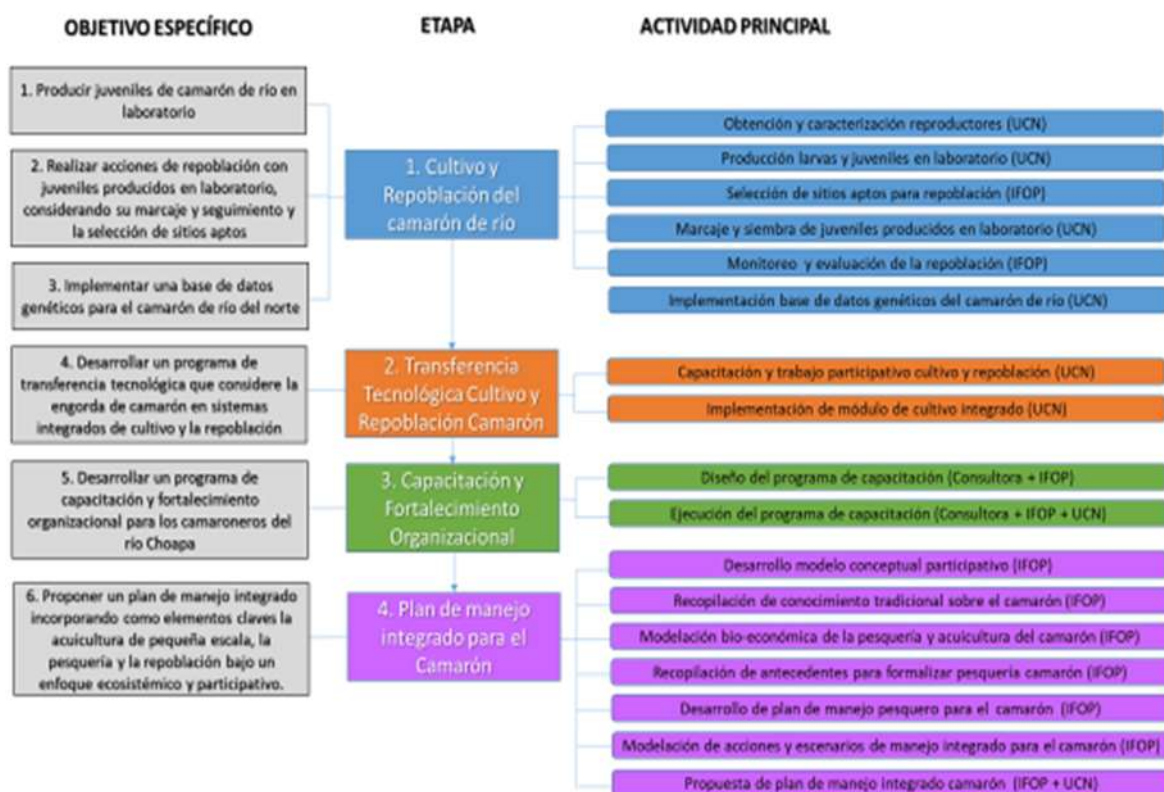 OBJETIVO ESPECÍFICO
ETAPA
ACTIVIDAD PRINCIPAL
1. Producir juveniles de camarón de río en
laboratorio
2. Realizar acciones de repoblación con
juveniles producidos en laboratorio,
considerando su marcaje y seguimiento y
la selección de sitios aptos
3. Implementar una base de datos
genéticos para el camarón de río del norte
1. Cultivo y
Repoblación del
camarón de río
Obtención y caracterización reproductores (UCN)
Producción larvas y juveniles en laboratorio (UCN)
Selección de sitios aptos para repoblación (IFOP)
Marcaje y siembra de juveniles producidos en laboratorio (UCN)
Monitoreo y evaluación de la repoblación (IFOP)
Implementación base de datos genéticos del camarón de río (UCN)
4. Desarrollar un programa de
transferencia tecnológica que considere la
engorda de camarón en sistemas
integrados de cultivo y la repoblación
2. Transferencia
Tecnológica Cultivo y
Repoblación Camarón
Capacitación y trabajo participativo cultivo y repoblación (UCN)
Implementación de módulo de cultivo integrado (UCN)
5. Desarrollar un programa de
capacitación y fortalecimiento
organizacional para los camaroneros del
río Choapa
3. Capacitación y
Fortalecimiento
Organizacional
Diseño del programa de capacitación (Consultora + IFOP)
Ejecución del programa de capacitación (Consultora + IFOP + UCN)
6. Proponer un plan de manejo integrado
incorporando como elementos claves la
acuicultura de pequeña escala, la
pesquería y la repoblación bajo un
enfoque ecosistémico y participativo.
4. Plan de manejo
integrado para el
Camarón
Desarrollo modelo conceptual participativo (IFOP)
Recopilación de conocimiento tradicional sobre el camarón (IFOP)
Modelación bio-económica de la pesquería y acuicultura del camarón (IFOP)
Recopilación de antecedentes para formalizar pesquería camarón (IFOP)
Desarrollo de plan de manejo pesquero para el camarón (IFOP)
Modelación de acciones y escenarios de manejo integrado para el camarón (IFOP)
Propuesta de plan de manejo integrado camarón (IFOP + UCN)